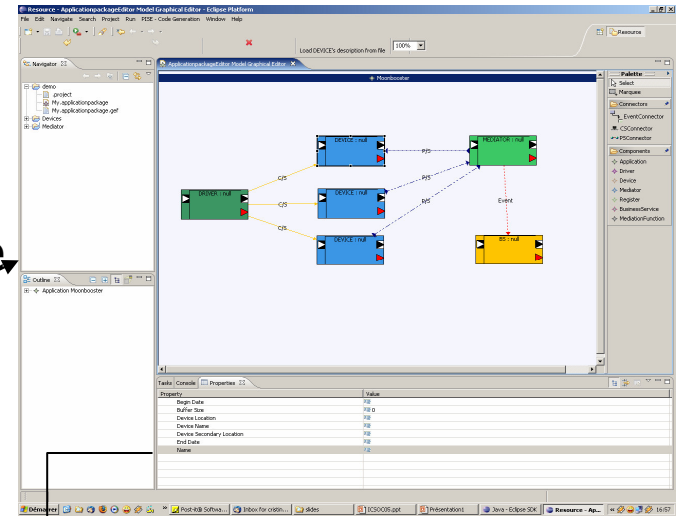 Resource - ApplicationpackageEditor Model Graphical Editor - Eclipse Platform
File Edit Navigate Search Project Run PISE - Code Generation Window Help
Resource
Load DEVICE's description from file
100%
Navigator
demo
.project
My.applicationpackage
My.applicationpackage.gef
Devices
Mediator
ApplicationpackageEditor Model Graphical Editor
Moonbooster
DEVICE : null
MEDIATOR : null
P/S
C/S
P/S
DRIVER : null
DEVICE : null
C/S
P/S
Event
C/S
DEVICE : null
BS : null
Palette
Select
Marquee
Connectors
EventConnector
CSConnector
PSConnector
Components
Application
Driver
Device
Mediator
Register
BusinessService
MediationFunction
Outline
Application Moonbooster
Tasks Console Properties
Property Value
Begin Date
Buffer Size 0
Device Location
Device Name
Device Secondary Location
End Date
Name
Démarrer
Post-it® Softwa...
Inbox for cristin...
slides
ICSOC05.ppt
Présentation1
Java - Eclipse SDK
Resource - Ap...
16:57